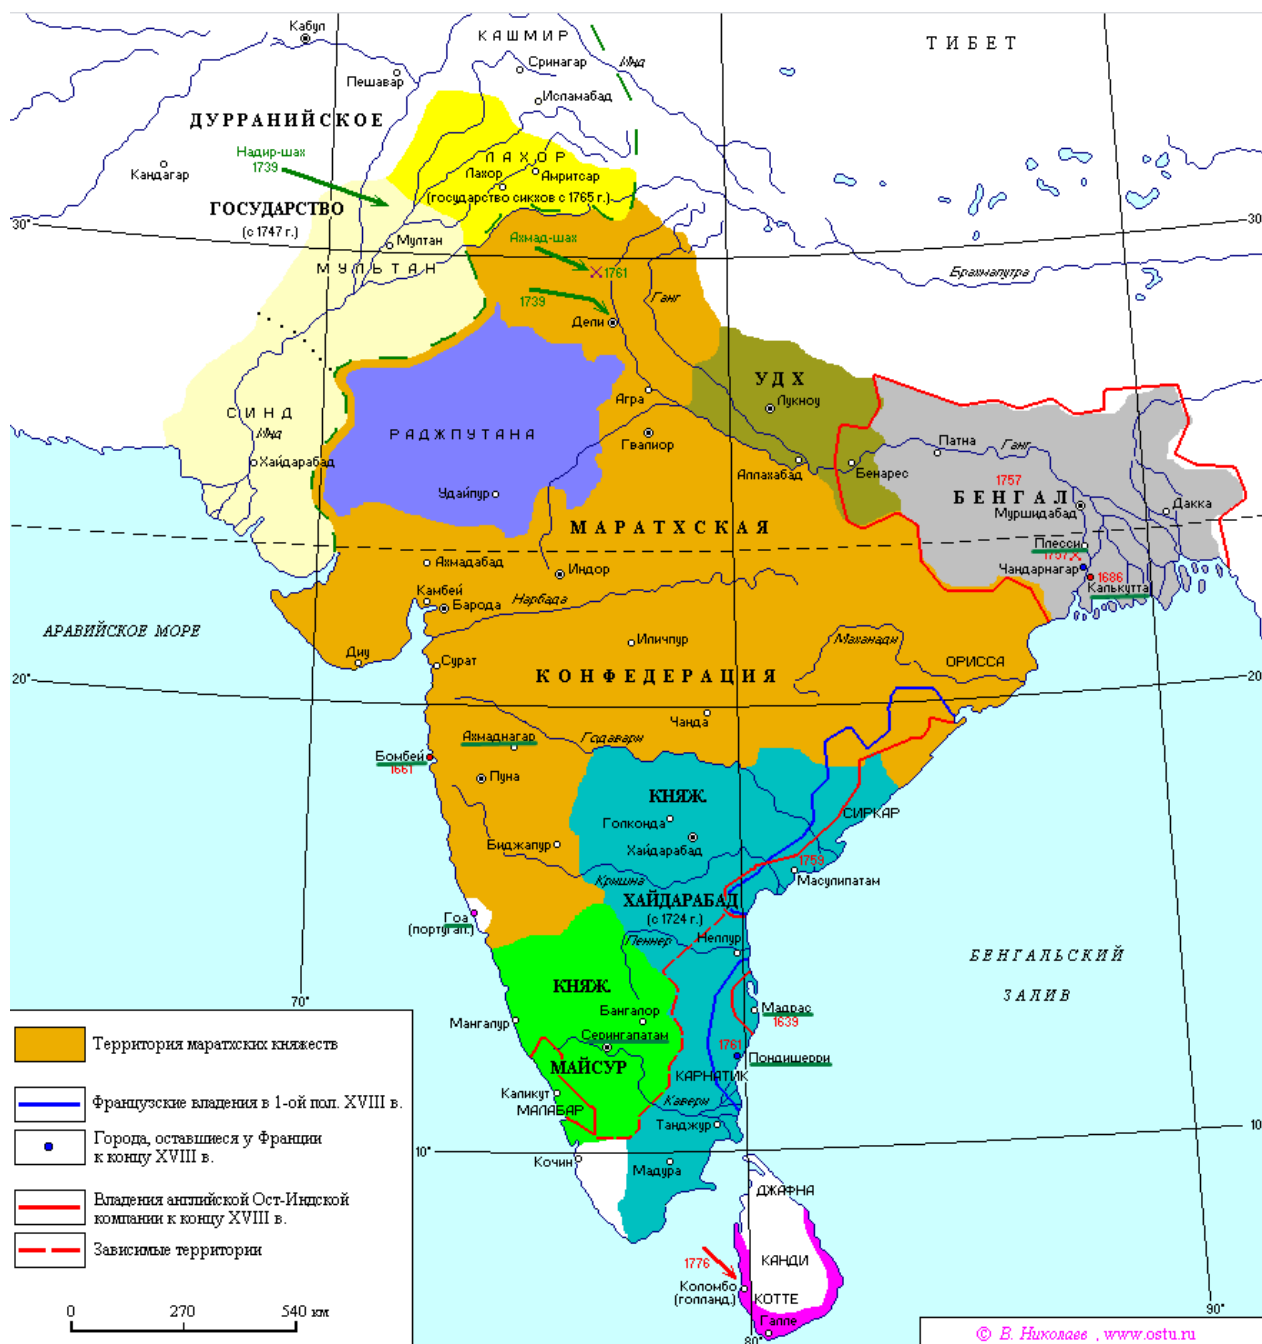 Кабул
КАШМИР
ТИБЕТ
Инд
Сринагар
Пешавар
Исламабад
ДУРРАНИЙСКОЕ
Надир-шах
1739
ЛАХОР
Кандагар
Лахор
Амритсар
(государство сикхов с 1765 г.)
ГОСУДАРСТВО
(с 1747 г.)
30°
30
Мултан
Ахмад-шах
МУЛЬТАН
1761
Брахмапутра
1739
Ганг
Дели
УДХ
Агра
Лукноу
СИНД
Инд
РАДЖПУТАНА
Гвалиор
Патна
Ганг
Хайдарабад
Аллахабад
Бенарес
1757
Удайпур
БЕНГАЛ
Муршидабад
Дакка
МАРАТХСКАЯ
Плесси
1757
Ахмадабад
Индор
Чандарнагар
1686
Камбей
Барода
Нарбада
Калькутта
АРАВИЙСКОЕ МОРЕ
Иличпур
Маханади
Диу
Сурат
ОРИССА
20°
КОНФЕДЕРАЦИЯ
20
Чанда
Ахмаднагар
Годавари
Бомбей
1661
Пуна
КНЯЖ.
СИРКАР
Голконда
Биджапур
Хайдарабад
1759
Кришна
Масулипатам
ХАЙДАРАБАД
(с 1724 г.)
Гоа
(португал.)
Пеннер
Неллур
БЕНГАЛЬСКИЙ
ЗАЛИВ
КНЯЖ.
70°
Бангалор
Мадрас
1639
Мангалур
Серингапатам
1761
Пондишерри
МАЙСУР
КАРНАТИК
Каликут
МАЛАБАР
Кавери
Танджур
10°
10
Кочин
Мадура
ДЖАФНА
1776
КАНДИ
Коломбо
(голланд.)
КОТТЕ
Галле
80°
90°
Территория маратхских княжеств
Французские владения в 1-ой пол. XVIII в.
Города, оставшиеся у Франции
к концу XVIII в.
Владения английской Ост-Индской
компании к концу XVIII в.
Зависимые территории
0 270 540 км
© В. Николаев , www.ostu.ru